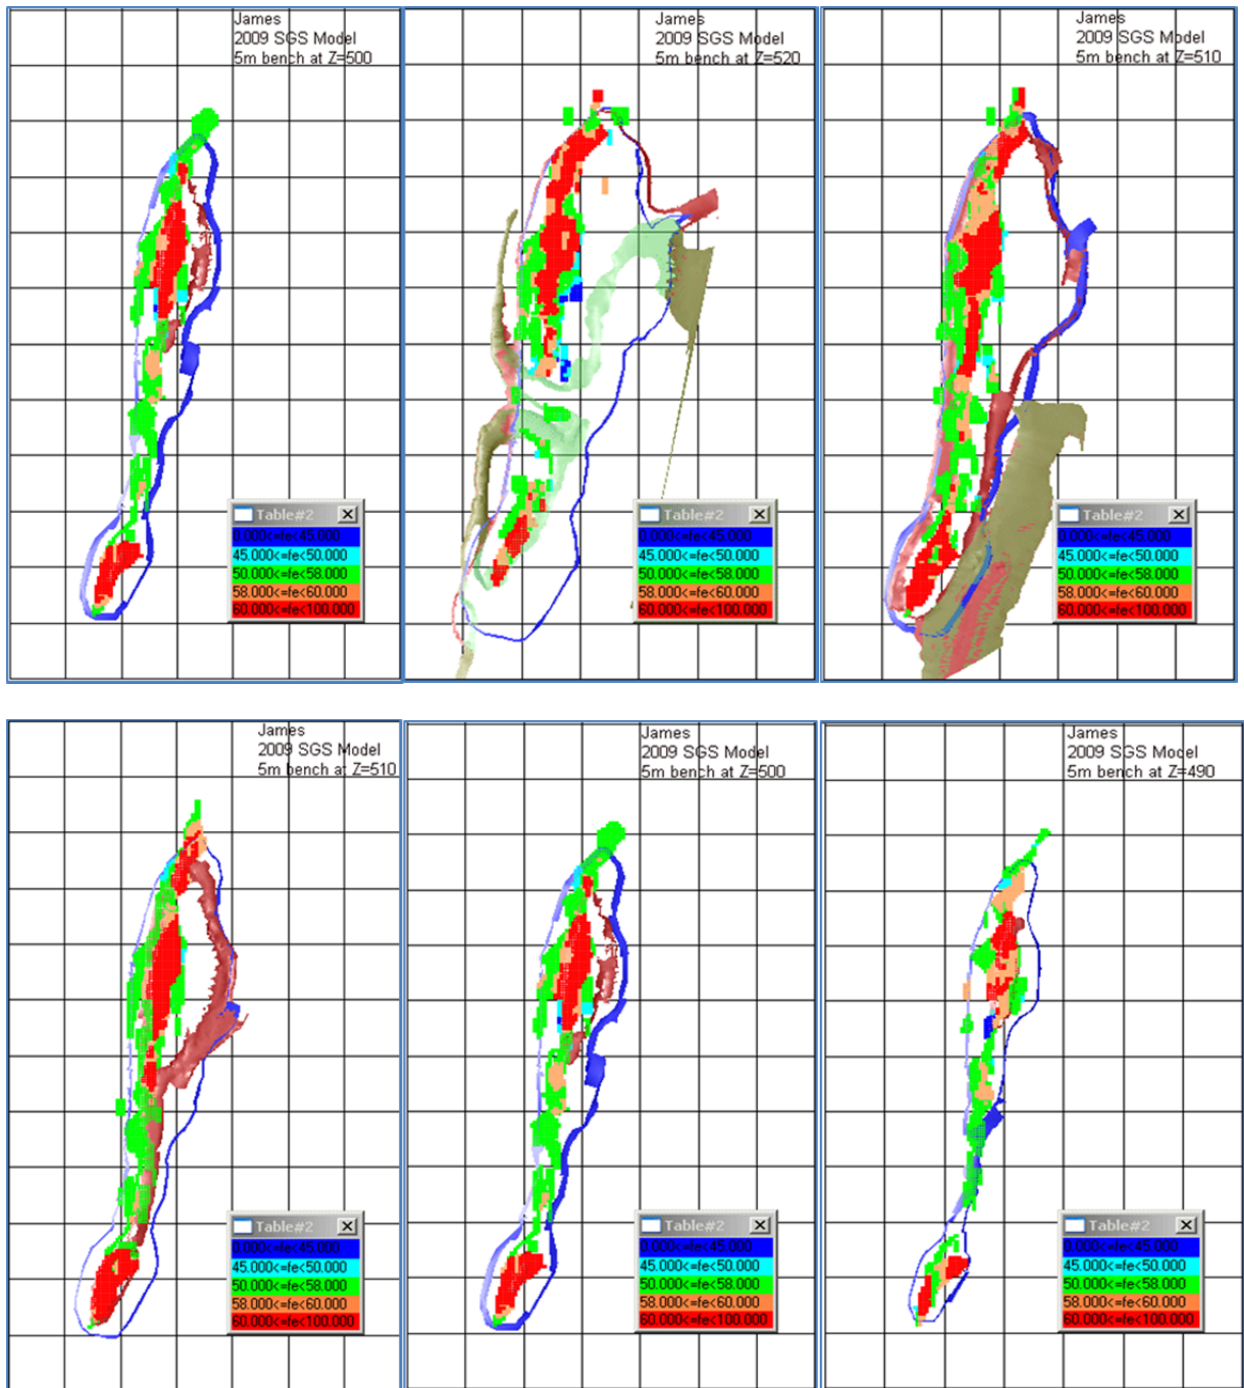 James
2009 SGS Model
5m bench at Z=500
James
2009 SGS Model
5m bench at Z=520
James
2009 SGS Model
5m bench at Z=510
Table#2
0.000<=fe<45.000
45.000<=fe<50.000
50.000<=fe<58.000
58.000<=fe<60.000
60.000<=fe<100.000
Table#2
0.000<=fe<45.000
45.000<=fe<50.000
50.000<=fe<58.000
58.000<=fe<60.000
60.000<=fe<100.000
Table#2
0.000<=fe<45.000
45.000<=fe<50.000
50.000<=fe<58.000
58.000<=fe<60.000
60.000<=fe<100.000
James
2009 SGS Model
5m bench at Z=510
James
2009 SGS Model
5m bench at Z=500
James
2009 SGS Model
5m bench at Z=490
Table#2
0.000<=fe<45.000
45.000<=fe<50.000
50.000<=fe<58.000
58.000<=fe<60.000
60.000<=fe<100.000
Table#2
0.000<=fe<45.000
45.000<=fe<50.000
50.000<=fe<58.000
58.000<=fe<60.000
60.000<=fe<100.000
Table#2
0.000<=fe<45.000
45.000<=fe<50.000
50.000<=fe<58.000
58.000<=fe<60.000
60.000<=fe<100.000